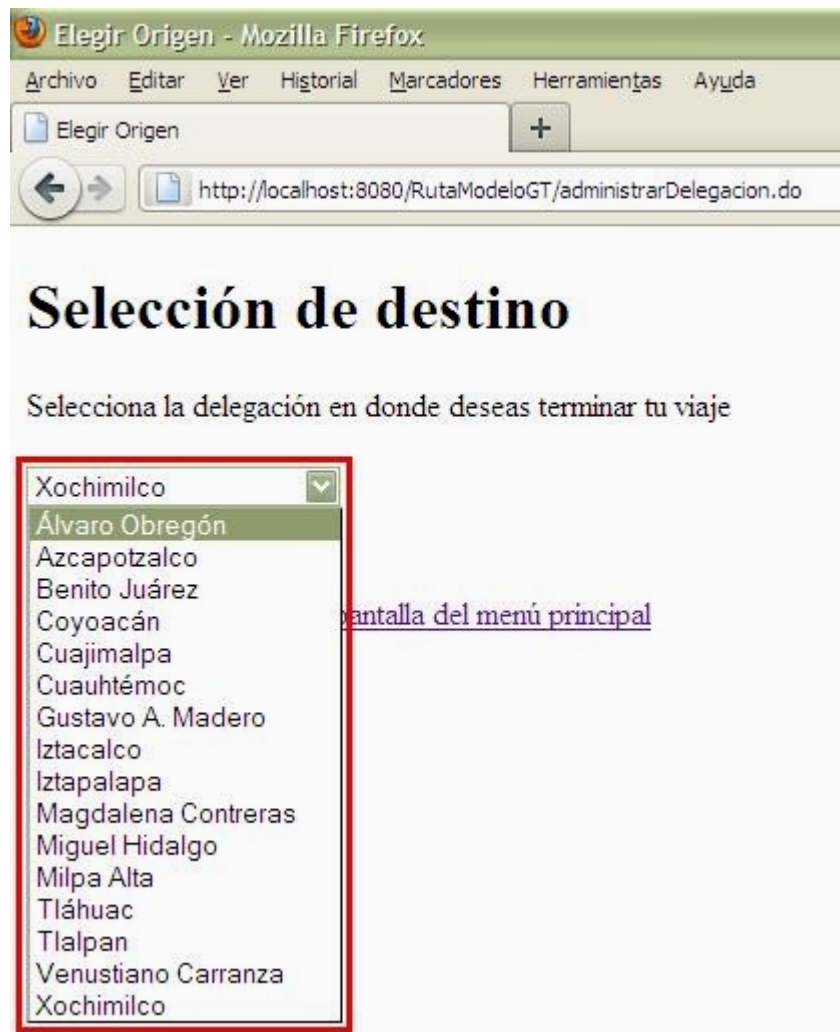 Elegir Origen - Mozilla Firefox
Archivo Editar Ver Historial Marcadores Herramientas Ayuda
Elegir Origen
http://localhost:8080/RutaModeloGT/administrarDelegacion.do
Selección de destino
Selecciona la delegación en donde deseas terminar tu viaje
Xochimilco
Álvaro Obregón
Azcapotzalco
Benito Juárez
Coyoacán
pantalla del menú principal
Cuajimalpa
Cuauhtémoc
Gustavo A. Madero
Iztacalco
Iztapalapa
Magdalena Contreras
Miguel Hidalgo
Milpa Alta
Tláhuac
Tlalpan
Venustiano Carranza
Xochimilco